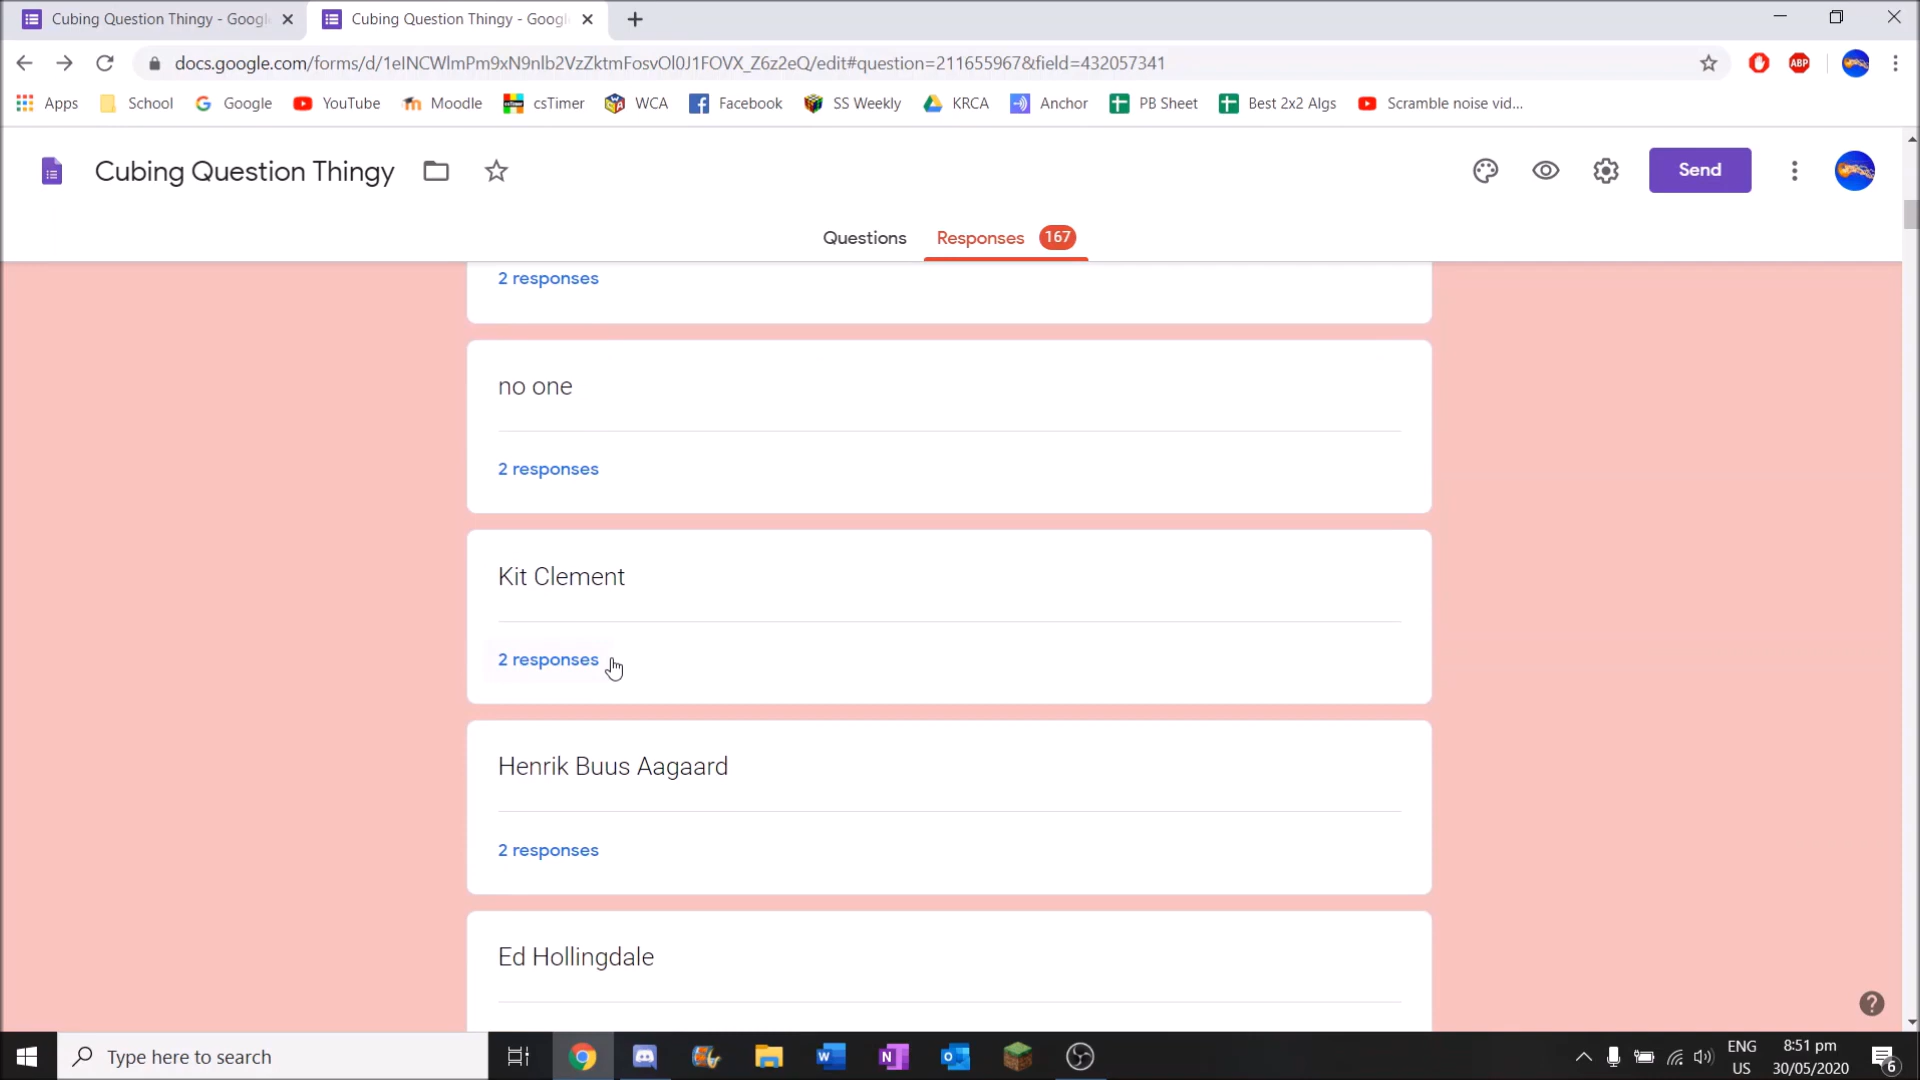 Cubing Question Thingy - Googl
Cubing Question Thingy - Googl
docs.google.com/forms/d/1eINCWlmPm9xN9nlb2VzZktmFosvOl0J1FOVX_Z6z2eQ/edit#question=211655967&field=432057341
ABP
Apps
School
Google
YouTube
Moodle
csTimer
WCA
Facebook
SS Weekly
KRCA
Anchor
PB Sheet
Best 2x2 Algs
Scramble noise vid...
Cubing Question Thingy
Send
Questions
Responses 167
2 responses
no one
2 responses
Kit Clement
2 responses
Henrik Buus Aagaard
2 responses
Ed Hollingdale
Type here to search
ENG
US
8:51 pm
30/05/2020
6